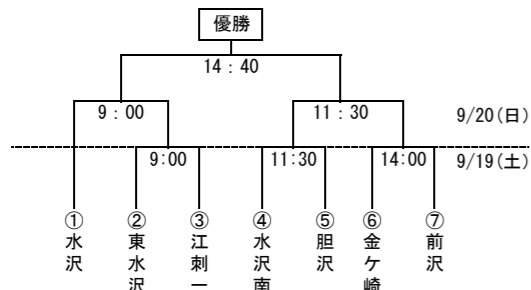 優勝
14：40
9：00
11：30
9/20(日)
9:00
11:30
14:00
9/19(土)
①水沢
②東水沢
③江刺一
④水沢南
⑤胆沢
⑥金ケ崎
⑦前沢